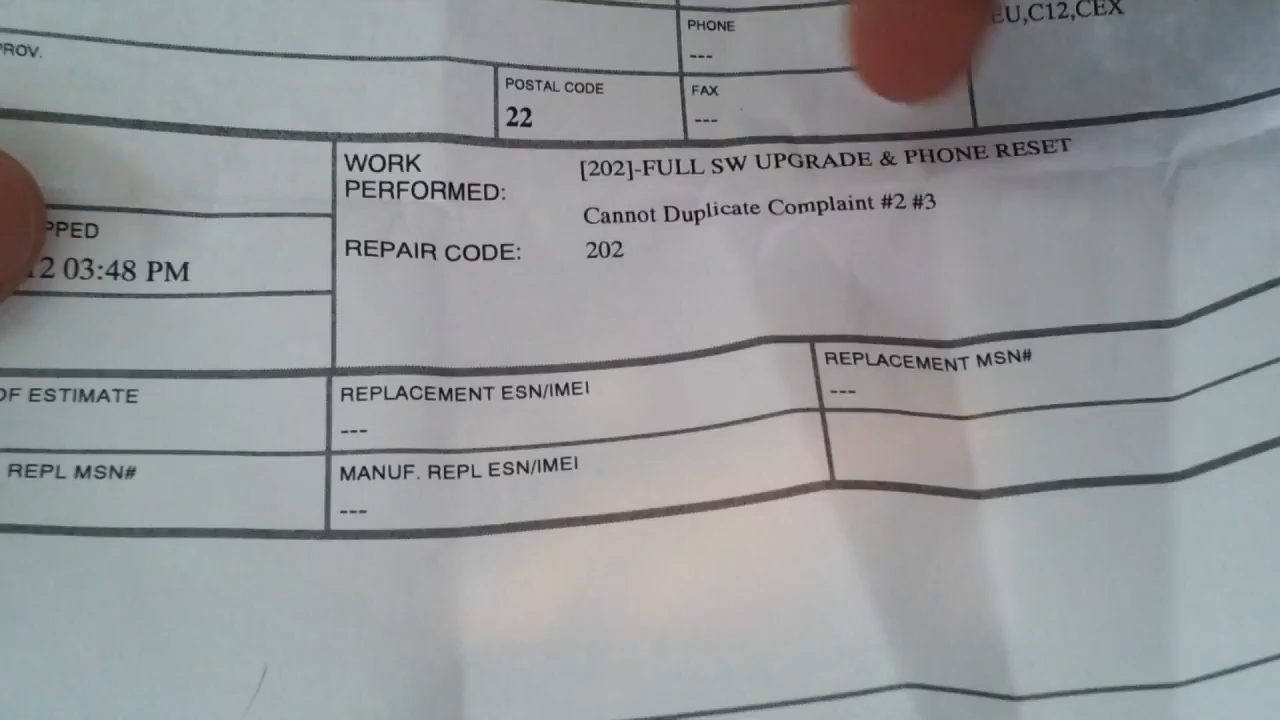 PHONE
EU,C12,CEX
---
PROV.
POSTAL CODE
FAX
22
---
WORK PERFORMED:
[202]-FULL SW UPGRADE & PHONE RESET
Cannot Duplicate Complaint #2 #3
PPED
12 03:48 PM
REPAIR CODE:
202
OF ESTIMATE
REPLACEMENT ESN/IMEI
---
REPLACEMENT MSN#
---
REPL MSN#
MANUF. REPL ESN/IMEI
---